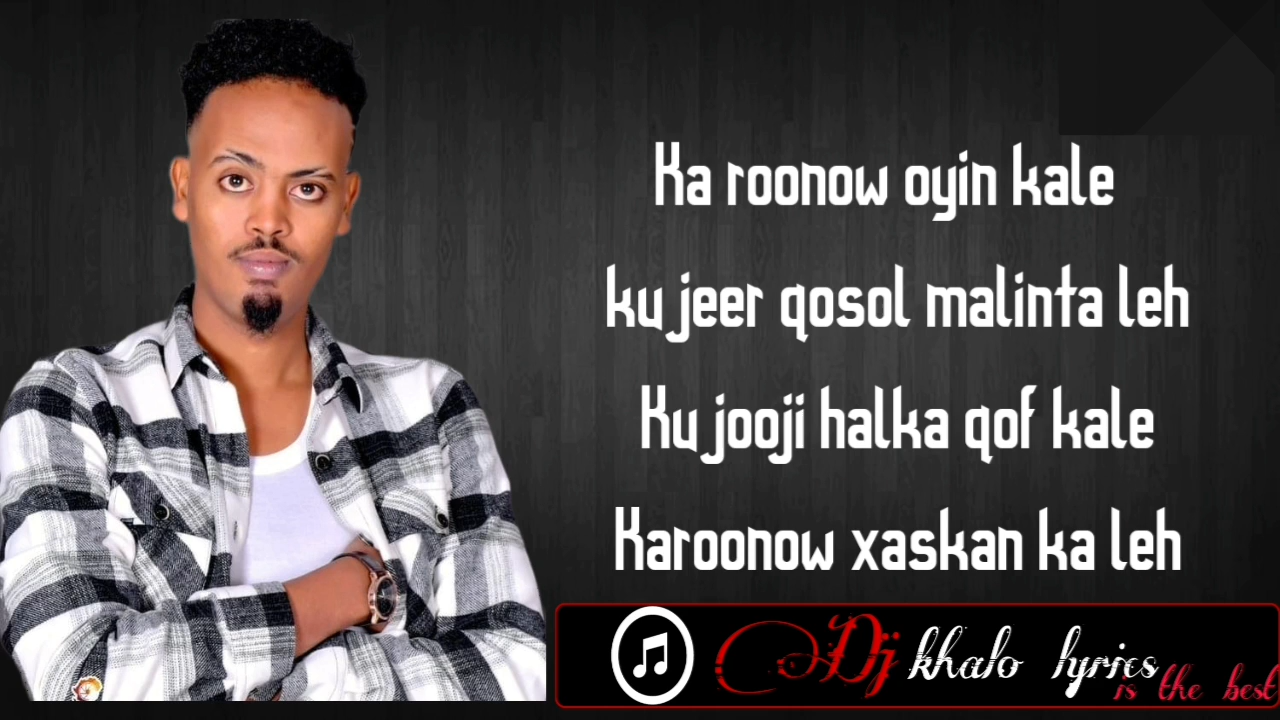 Ka roonow oyin kale
ku jeer qosol malinta leh
Ku jooji halka qof kale
Karoonow xaskan ka leh
Dj khalo lyrics
is the best